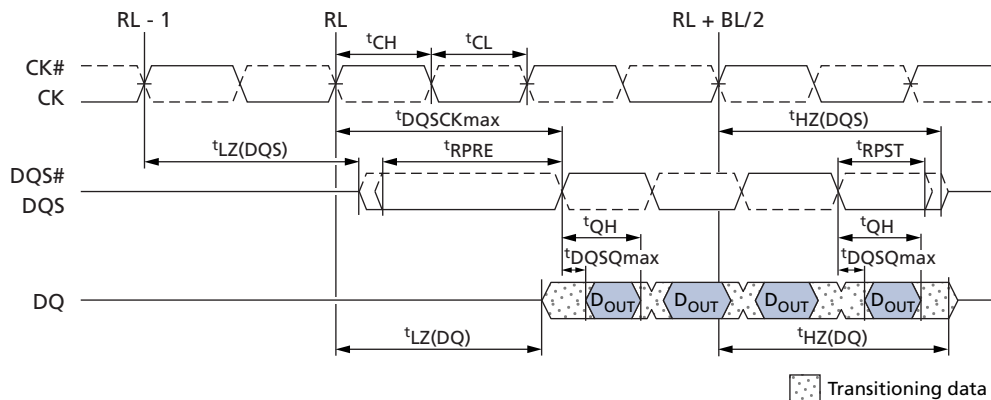 RL - 1 RL RL + BL/2
tCH tCL
CK#
CK
tDQSCKmax tHZ(DQS)
tLZ(DQS) tRPRE tRPST
DQS#
DQS
tQH tQH
tDQSQmax tDQSQmax
DQ DOUT DOUT DOUT DOUT
tLZ(DQ) tHZ(DQ)
Transitioning data